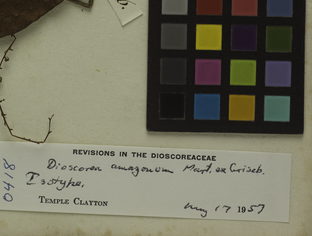 REVISIONS IN THE DIOSCOREACEAE
Dioscorea amazonum Mart. ex Griseb.
Isotype.
TEMPLE CLAYTON
May 17 1957
0418